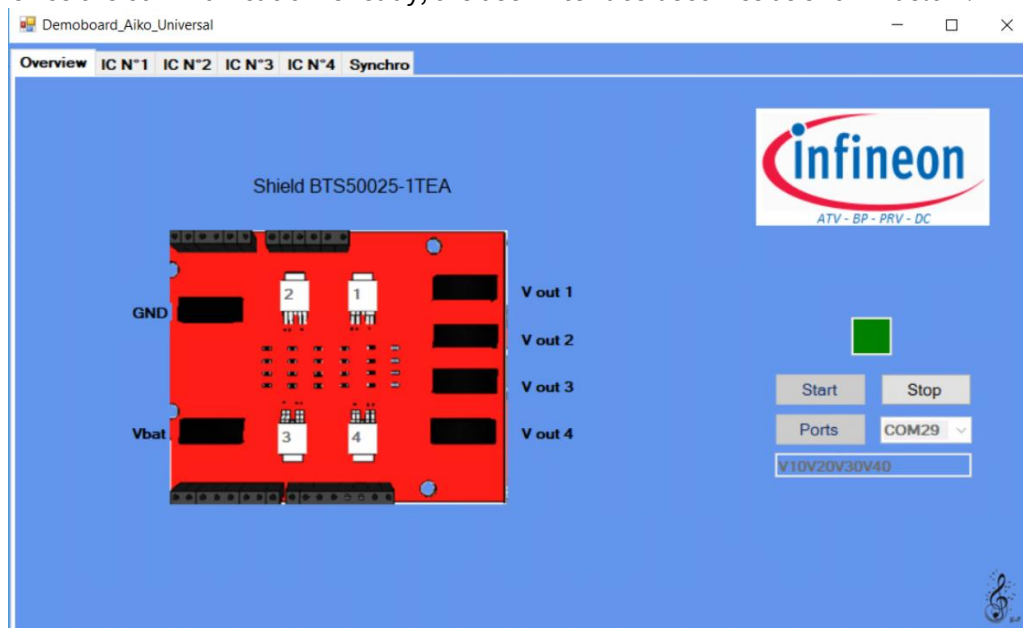 Demoboard_Aiko_Universal
Overview IC N°1 IC N°2 IC N°3 IC N°4 Synchro
Shield BTS50025-1TEA
infineon
ATV - BP - PRV - DC
GND
Vbat
2
1
3
4
V out 1
V out 2
V out 3
V out 4
Start Stop
Ports COM29
V10V20V30V40